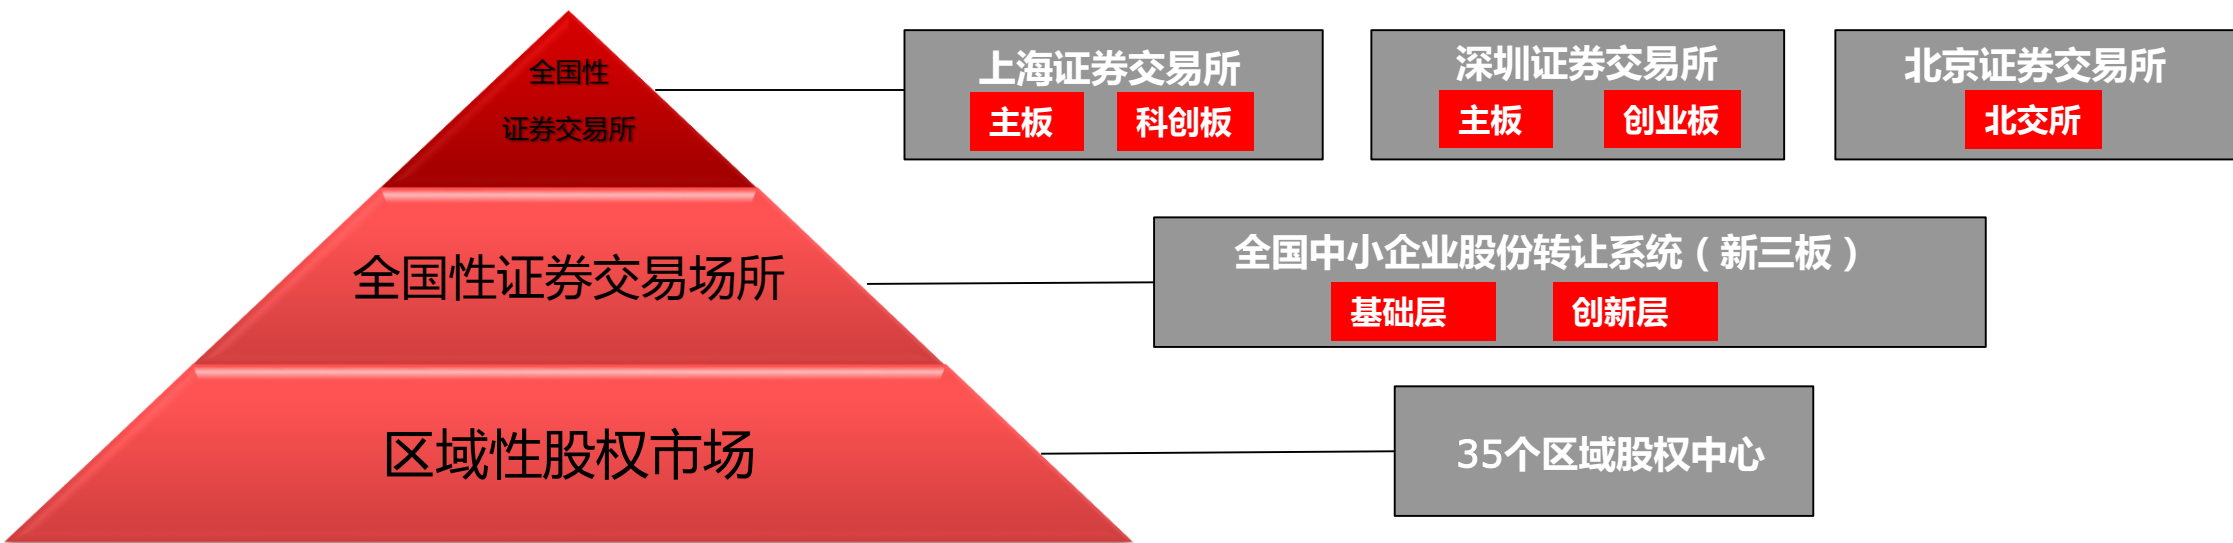 全国性
证券交易所
上海证券交易所
主板 科创板
深圳证券交易所
主板 创业板
北京证券交易所
北交所
全国性证券交易场所
全国中小企业股份转让系统（新三板）
基础层 创新层
区域性股权市场
35个区域股权中心